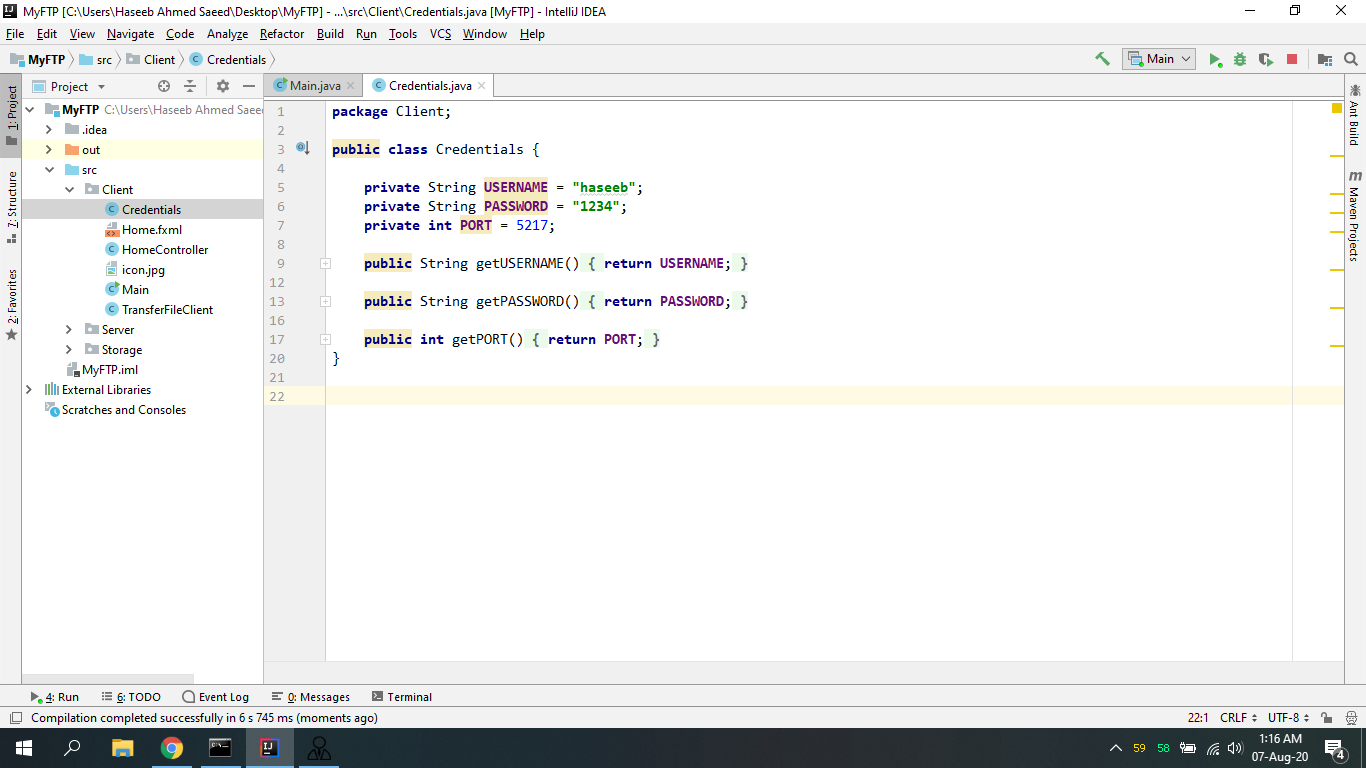 MyFTP [C:\Users\Haseeb Ahmed Saeed\Desktop\MyFTP] - ...\src\Client\Credentials.java [MyFTP] - IntelliJ IDEA
File Edit View Navigate Code Analyze Refactor Build Run Tools VCS Window Help
MyFTP src Client Credentials Main
Project Main.java Credentials.java
1: Project
7: Structure
2: Favorites
MyFTP C:\Users\Haseeb Ahmed Saeed
.idea
out
src
Client
Credentials
Home.fxml
HomeController
icon.jpg
Main
TransferFileClient
Server
Storage
MyFTP.iml
External Libraries
Scratches and Consoles
1 package Client;
2
3 public class Credentials {
4
5 private String USERNAME = "haseeb";
6 private String PASSWORD = "1234";
7 private int PORT = 5217;
8
9 public String getUSERNAME() { return USERNAME; }
12
13 public String getPASSWORD() { return PASSWORD; }
16
17 public int getPORT() { return PORT; }
20 }
21
22
Ant Build
m Maven Projects
4: Run 6: TODO Event Log 0: Messages Terminal
Compilation completed successfully in 6 s 745 ms (moments ago) 22:1 CRLF UTF-8
59 58 1:16 AM
07-Aug-20 4